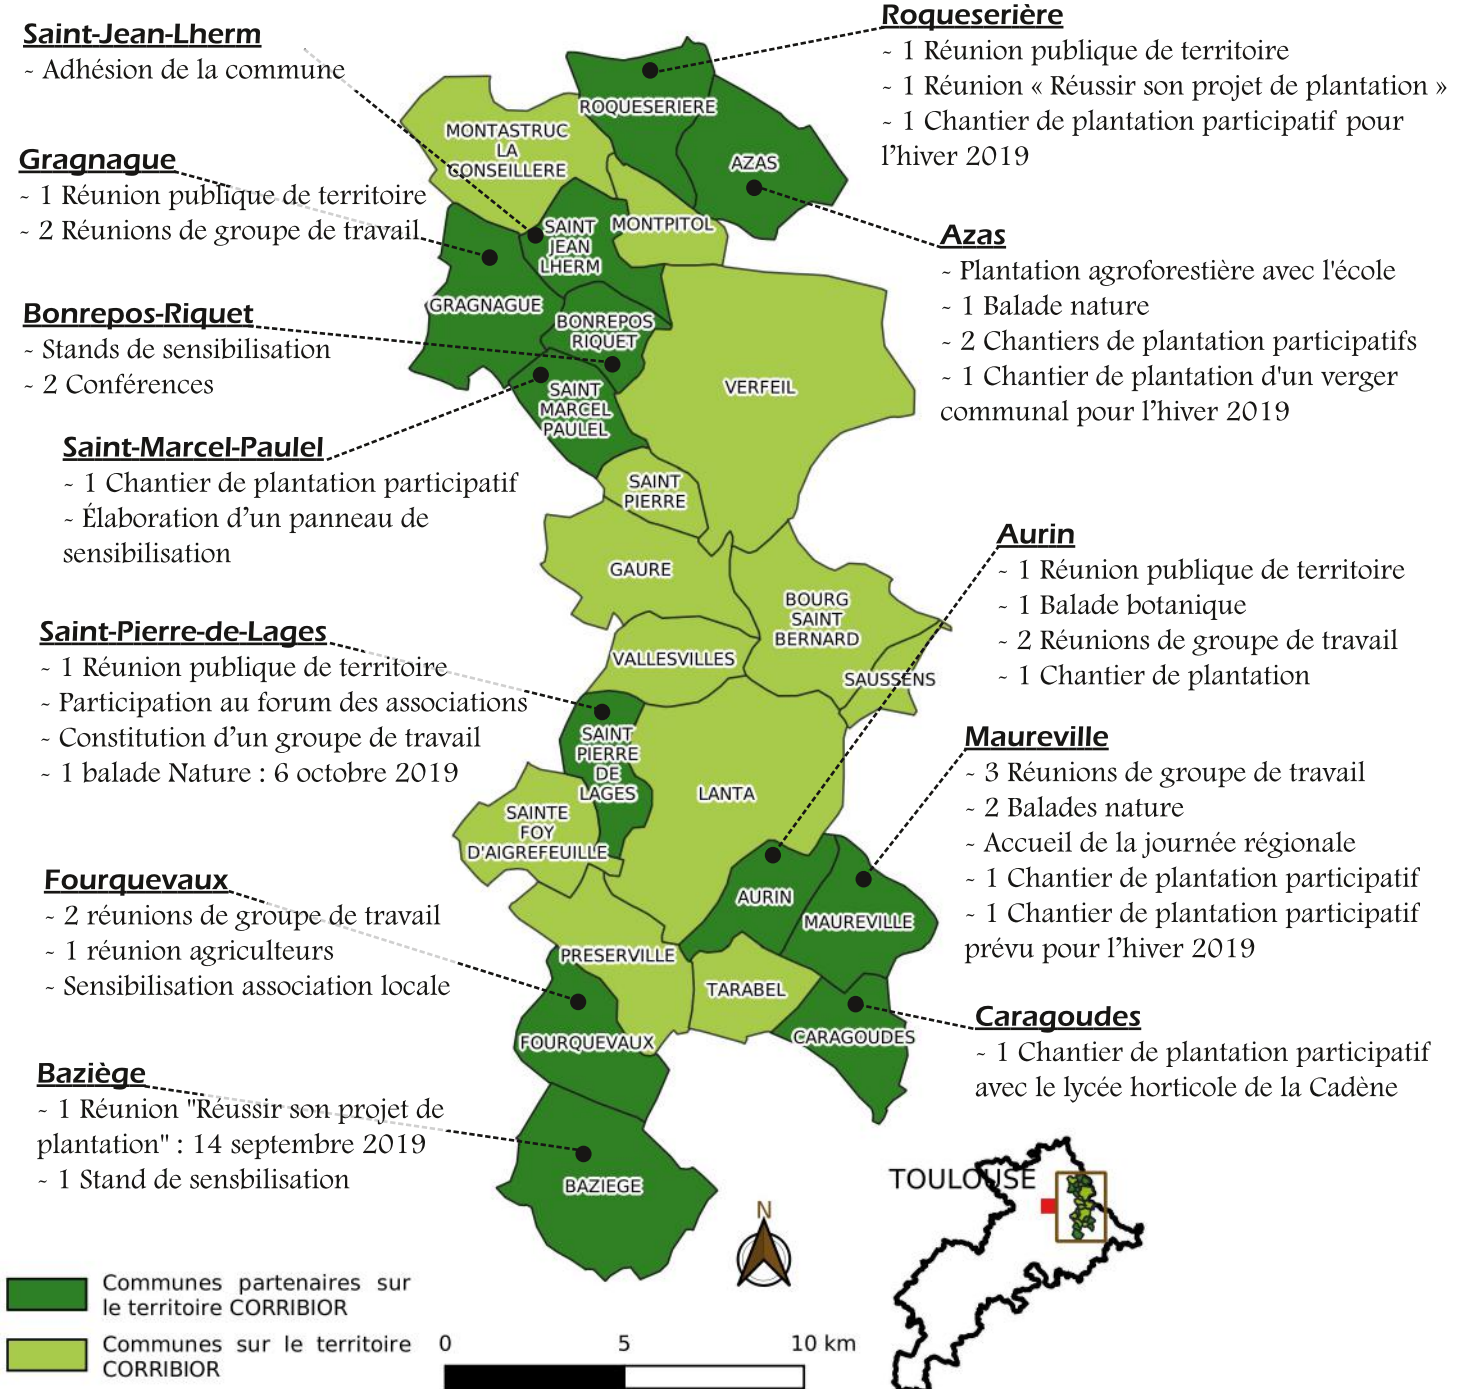 Saint-Jean-Lherm
~ Adhésion de la commune
Gragnague
~ 1 Réunion publique de territoire
~ 2 Réunions de groupe de travail
Bonrepos-Riquet
~ Stands de sensibilisation
~ 2 Conférences
Saint-Marcel-Paulel
~ 1 Chantier de plantation participatif
~ Élaboration d’un panneau de
sensibilisation
Saint-Pierre-de-Lages
~ 1 Réunion publique de territoire
~ Participation au forum des associations
~ Constitution d’un groupe de travail
~ 1 balade Nature : 6 octobre 2019
Fourquevaux
~ 2 réunions de groupe de travail
~ 1 réunion agriculteurs
~ Sensibilisation association locale
Baziège
~ 1 Réunion "Réussir son projet de
plantation" : 14 septembre 2019
~ 1 Stand de sensbilisation
Roqueserière
~ 1 Réunion publique de territoire
~ 1 Réunion « Réussir son projet de plantation »
~ 1 Chantier de plantation participatif pour
l’hiver 2019
Azas
~ Plantation agroforestière avec l'école
~ 1 Balade nature
~ 2 Chantiers de plantation participatifs
~ 1 Chantier de plantation d'un verger
communal pour l’hiver 2019
Aurin
~ 1 Réunion publique de territoire
~ 1 Balade botanique
~ 2 Réunions de groupe de travail
~ 1 Chantier de plantation
Maureville
~ 3 Réunions de groupe de travail
~ 2 Balades nature
~ Accueil de la journée régionale
~ 1 Chantier de plantation participatif
~ 1 Chantier de plantation participatif
prévu pour l’hiver 2019
Caragoudes
~ 1 Chantier de plantation participatif
avec le lycée horticole de la Cadène
ROQUESERIERE
MONTASTRUC
LA
CONSEILLERE
AZAS
MONTPITOL
SAINT
JEAN
LHERM
GRAGNAGUE
BONREPOS
RIQUET
VERFEIL
SAINT
MARCEL
PAULEL
SAINT
PIERRE
GAURE
BOURG
SAINT
BERNARD
VALLESVILLES
SAUSSENS
SAINT
PIERRE
DE
LAGES
LANTA
SAINTE
FOY
D'AIGREFEUILLE
AURIN
MAUREVILLE
PRESERVILLE
TARABEL
CARAGOUDES
FOURQUEVAUX
BAZIEGE
N
TOULOUSE
Communes partenaires sur
le territoire CORRIBIOR
Communes sur le territoire
CORRIBIOR
0 5 10 km